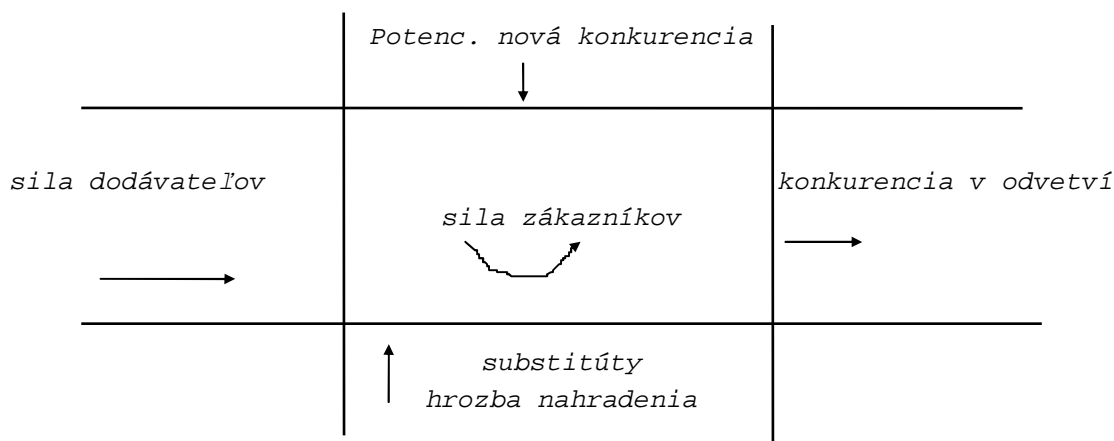 Potenc. nová konkurencia
sila dodávateľov
konkurencia v odvetví
sila zákazníkov
substitúty
hrozba nahradenia